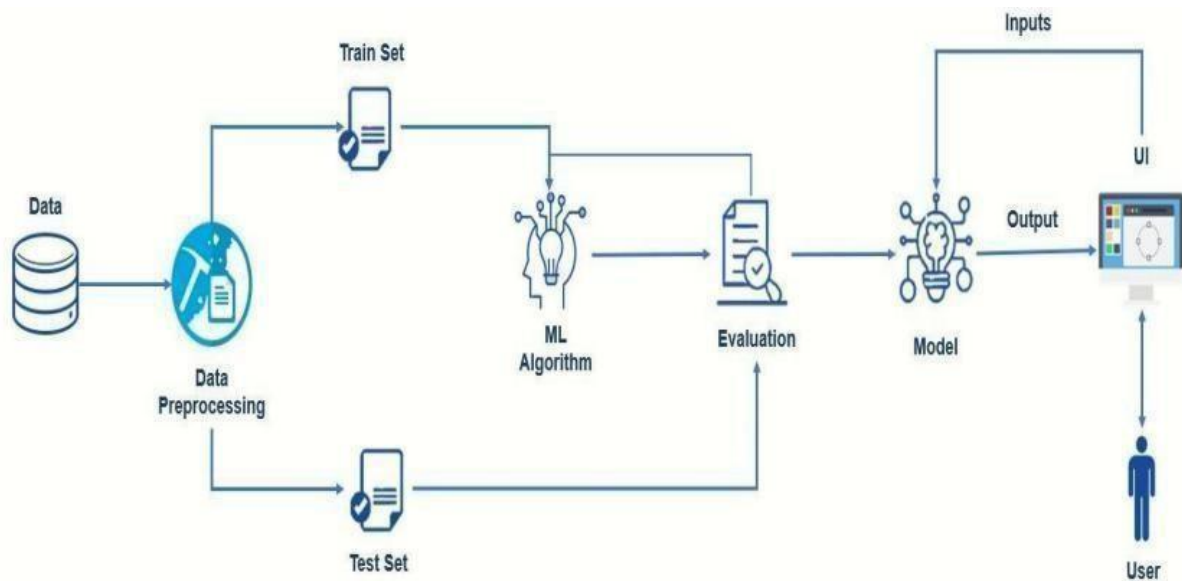 Inputs
Train Set
UI
Data
Output
ML
Algorithm
Evaluation
Model
Data
Preprocessing
Test Set
User